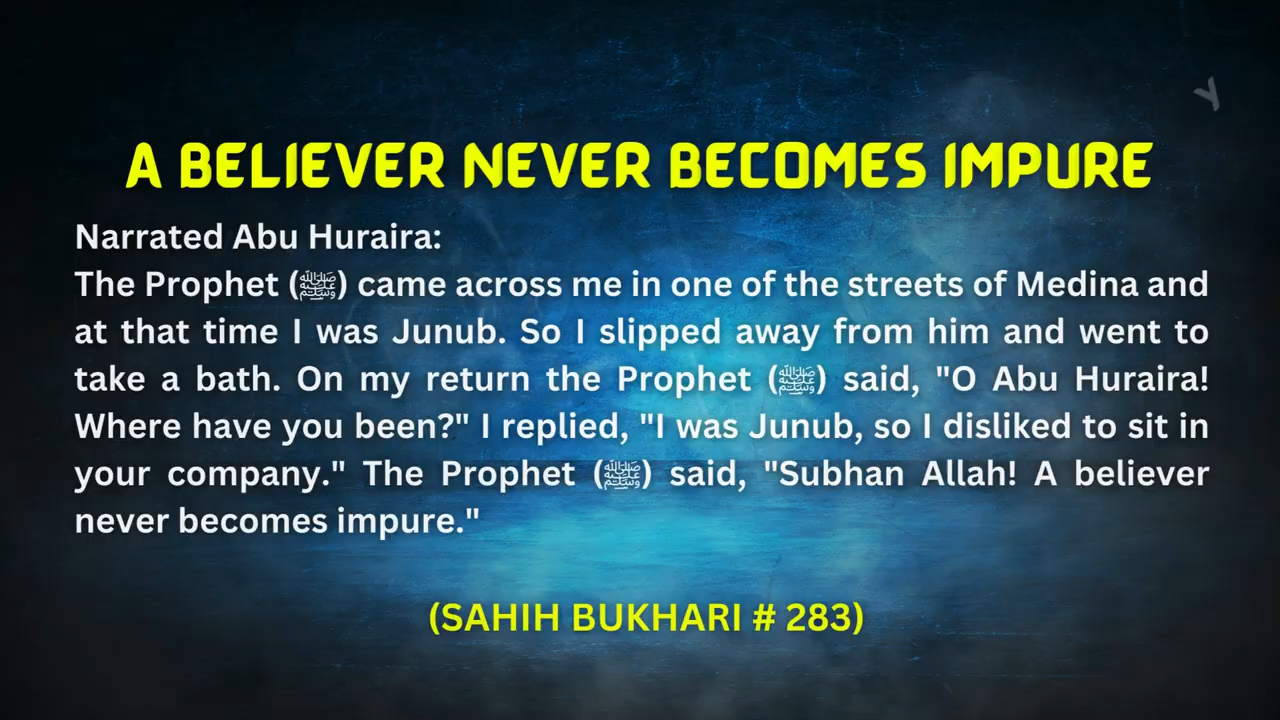 A BELIEVER NEVER BECOMES IMPURE
Narrated Abu Huraira:
The Prophet (ﷺ) came across me in one of the streets of Medina and
at that time I was Junub. So I slipped away from him and went to
take a bath. On my return the Prophet (ﷺ) said, "O Abu Huraira!
Where have you been?" I replied, "I was Junub, so I disliked to sit in
your company." The Prophet (ﷺ) said, "Subhan Allah! A believer
never becomes impure."
(SAHIH BUKHARI # 283)